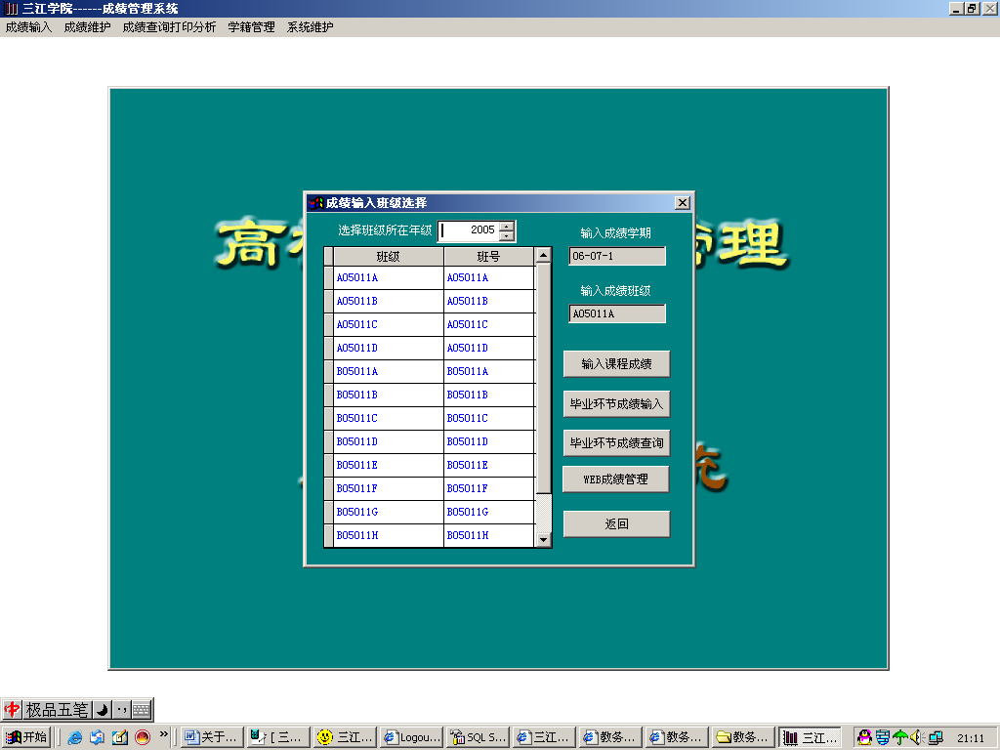 三江学院------成绩管理系统
成绩输入 成绩维护 成绩查询打印分析 学籍管理 系统维护
高
管理
成绩输入班级选择
选择班级所在年级 2005
输入成绩学期
06-07-1
输入成绩班级
A05011A
班级 班号
A05011A A05011A
A05011B A05011B
A05011C A05011C
A05011D A05011D
B05011A B05011A
B05011B B05011B
B05011C B05011C
B05011D B05011D
B05011E B05011E
B05011F B05011F
B05011G B05011G
B05011H B05011H
输入课程成绩
毕业环节成绩输入
毕业环节成绩查询
WEB成绩管理
返回
中 极品五笔
开始 » 关于... [ 三... 三江... Logou... SQL S... 三江... 教务... 教务... 教务... 三江... 21:11